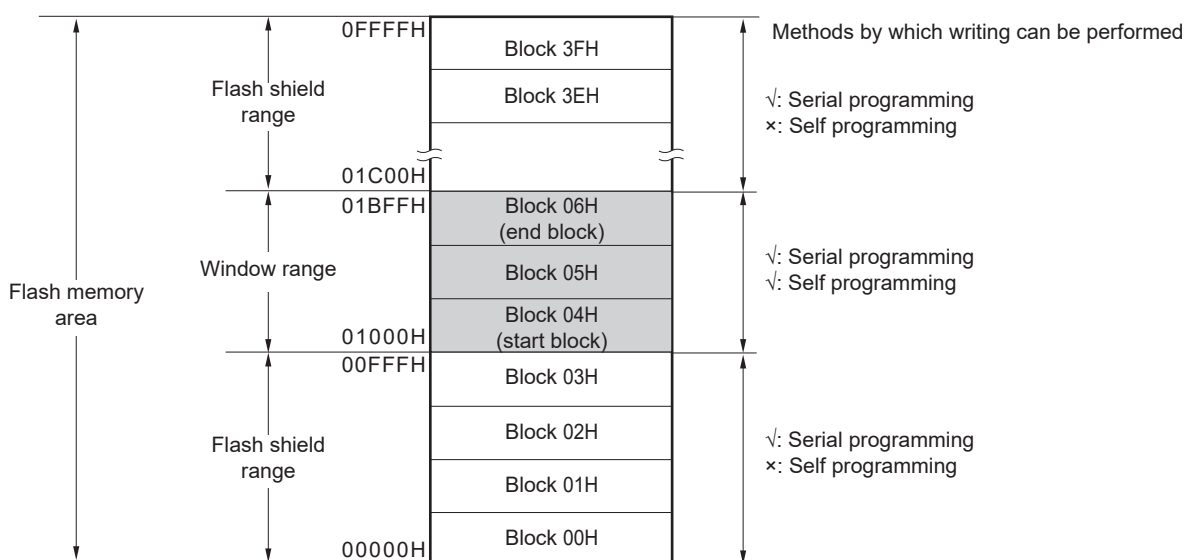 0FFFFH
Methods by which writing can be performed
Block 3FH
Flash shield
range
Block 3EH
√: Serial programming
×: Self programming
01C00H
01BFFH
Block 06H
(end block)
Window range
Block 05H
√: Serial programming
√: Self programming
Flash memory
area
Block 04H
(start block)
01000H
00FFFH
Block 03H
Flash shield
range
Block 02H
√: Serial programming
×: Self programming
Block 01H
Block 00H
00000H